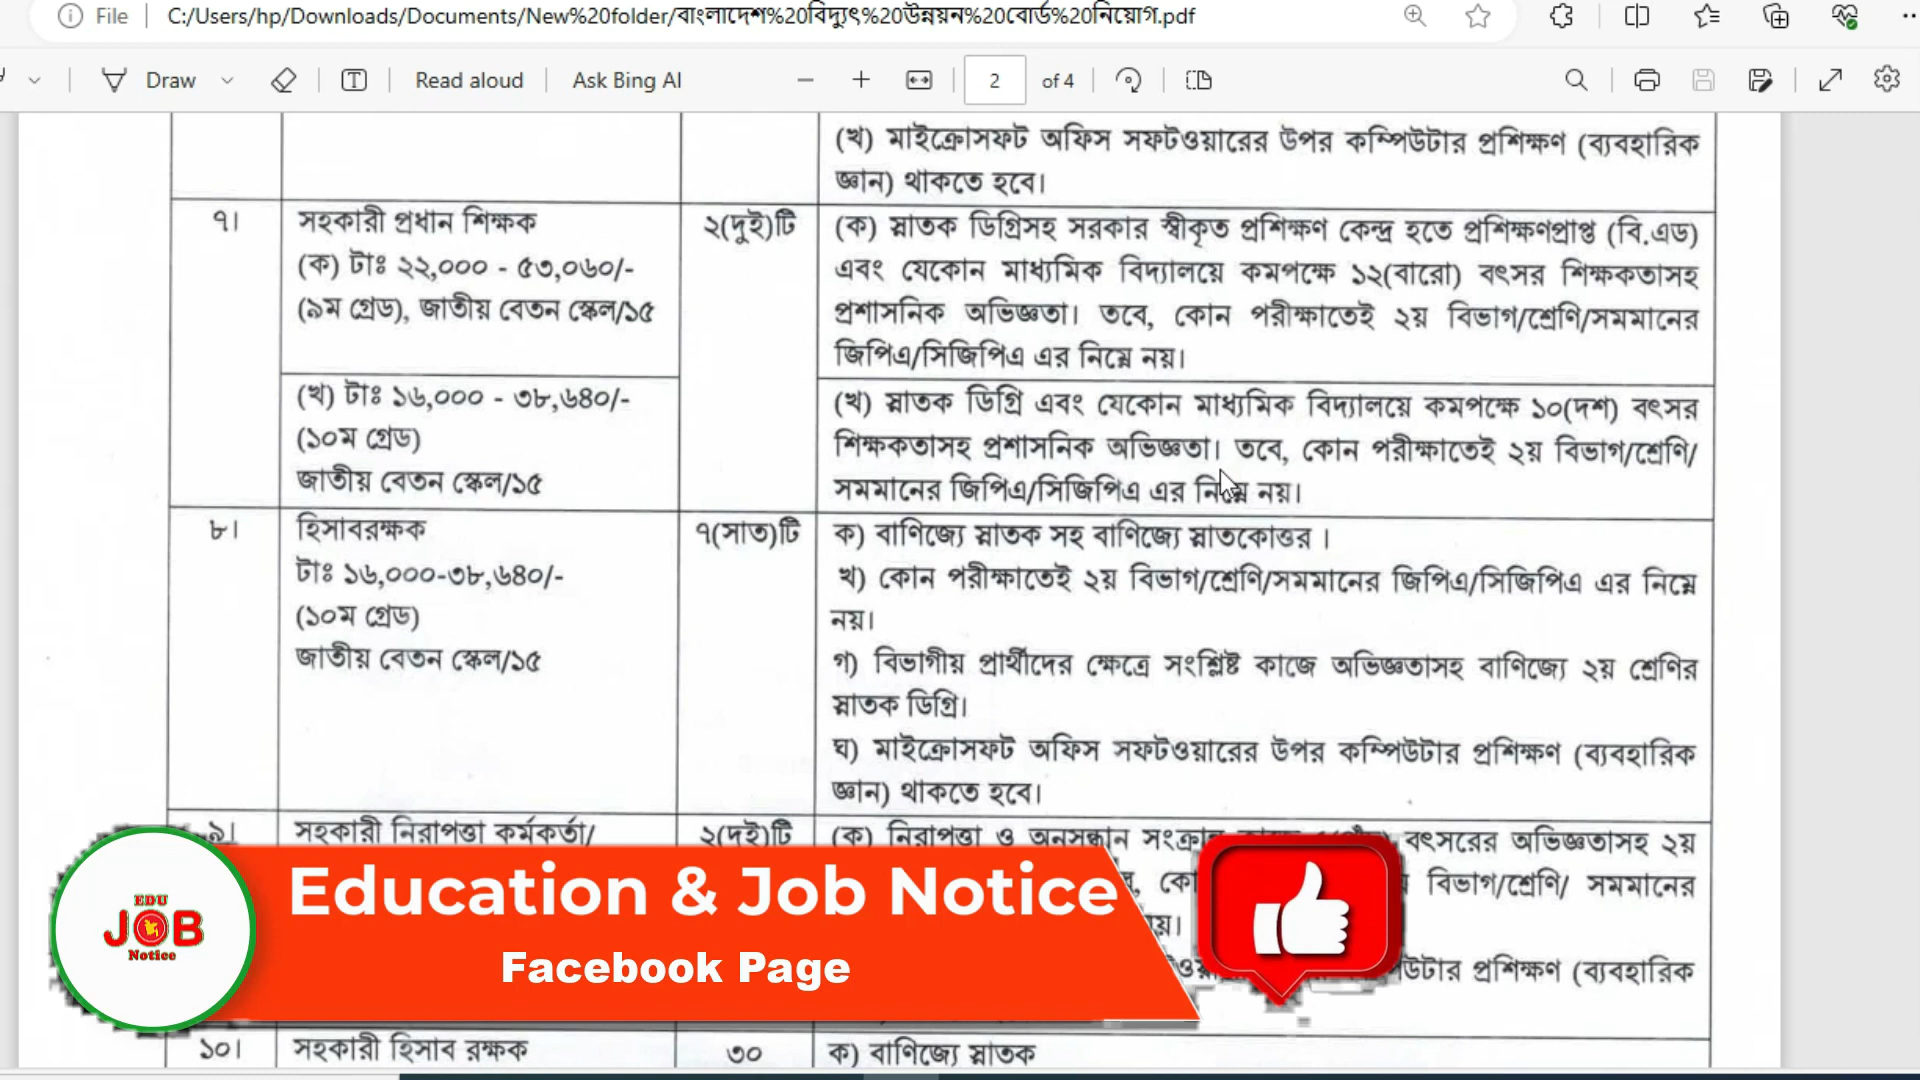 File C:/Users/hp/Downloads/Documents/New%20folder/বাংলাদেশ%20বিদ্যুৎ%20উন্নয়ন%20বোর্ড%20নিয়োগ.pdf
Draw Read aloud Ask Bing AI 2 of 4
(খ) মাইক্রোসফট অফিস সফটওয়ারের উপর কম্পিউটার প্রশিক্ষণ (ব্যবহারিক
জ্ঞান) থাকতে হবে।
৭।
সহকারী প্রধান শিক্ষক
(ক) টাঃ ২২,০০০ - ৫৩,০৬০/-
(৯ম গ্রেড), জাতীয় বেতন স্কেল/১৫
২(দুই)টি
(ক) স্নাতক ডিগ্রিসহ সরকার স্বীকৃত প্রশিক্ষণ কেন্দ্র হতে প্রশিক্ষণপ্রাপ্ত (বি.এড)
এবং যেকোন মাধ্যমিক বিদ্যালয়ে কমপক্ষে ১২(বারো) বৎসর শিক্ষকতাসহ
প্রশাসনিক অভিজ্ঞতা। তবে, কোন পরীক্ষাতেই ২য় বিভাগ/শ্রেণি/সমমানের
জিপিএ/সিজিপিএ এর নিম্নে নয়।
(খ) টাঃ ১৬,০০০ - ৩৮,৬৪০/-
(১০ম গ্রেড)
জাতীয় বেতন স্কেল/১৫
(খ) স্নাতক ডিগ্রি এবং যেকোন মাধ্যমিক বিদ্যালয়ে কমপক্ষে ১০(দশ) বৎসর
শিক্ষকতাসহ প্রশাসনিক অভিজ্ঞতা। তবে, কোন পরীক্ষাতেই ২য় বিভাগ/শ্রেণি/
সমমানের জিপিএ/সিজিপিএ এর নিম্নে নয়।
৮।
হিসাবরক্ষক
টাঃ ১৬,০০০-৩৮,৬৪০/-
(১০ম গ্রেড)
জাতীয় বেতন স্কেল/১৫
৭(সাত)টি
ক) বাণিজ্যে স্নাতক সহ বাণিজ্যে স্নাতকোত্তর ।
খ) কোন পরীক্ষাতেই ২য় বিভাগ/শ্রেণি/সমমানের জিপিএ/সিজিপিএ এর নিম্নে
নয়।
গ) বিভাগীয় প্রার্থীদের ক্ষেত্রে সংশ্লিষ্ট কাজে অভিজ্ঞতাসহ বাণিজ্যে ২য় শ্রেণির
স্নাতক ডিগ্রি।
ঘ) মাইক্রোসফট অফিস সফটওয়ারের উপর কম্পিউটার প্রশিক্ষণ (ব্যবহারিক
জ্ঞান) থাকতে হবে।
৯।
সহকারী নিরাপত্তা কর্মকর্তা/
২(দুই)টি
(ক) নিরাপত্তা ও অনুসন্ধান বৎসরের অভিজ্ঞতাসহ ২য়
বিভাগ/শ্রেণি/ সমমানের
প্রশিক্ষণ (ব্যবহারিক
EDU
JOB
Notice
Education & Job Notice
Facebook Page
১০।
সহকারী হিসাব রক্ষক
৩০
ক) বাণিজ্যে স্নাতক